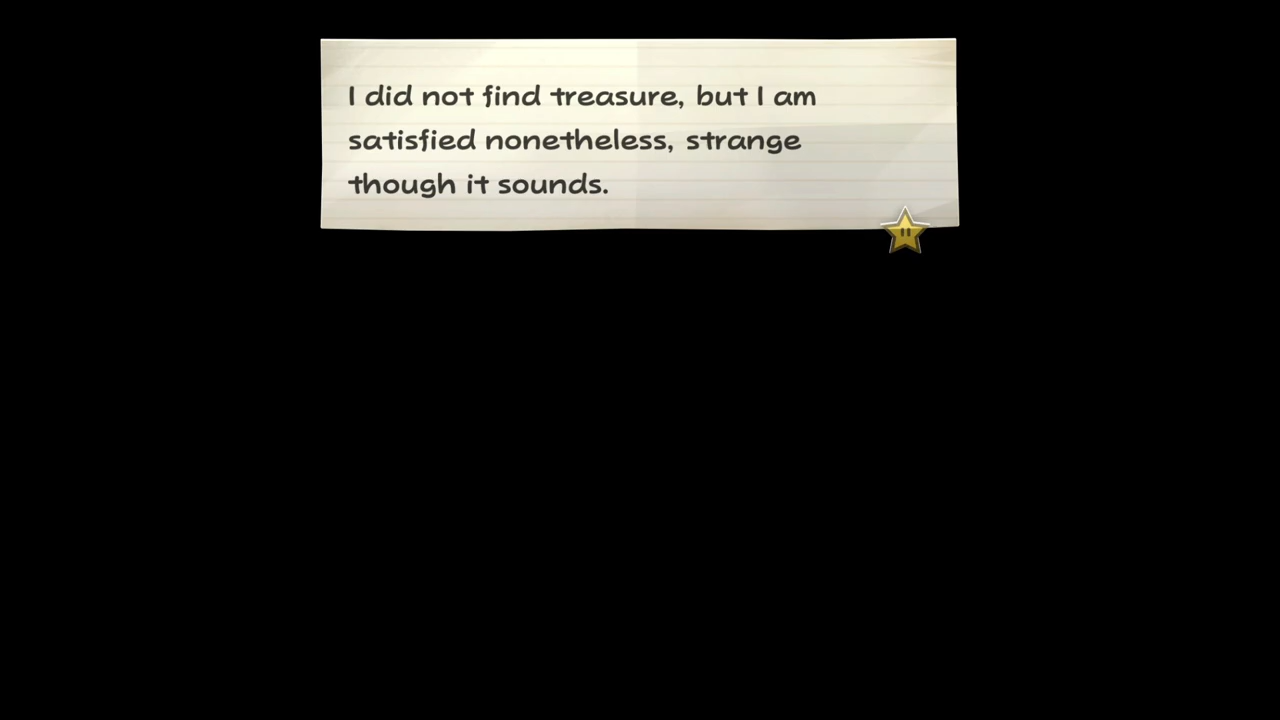 I did not find treasure, but I am
satisfied nonetheless, strange
though it sounds.